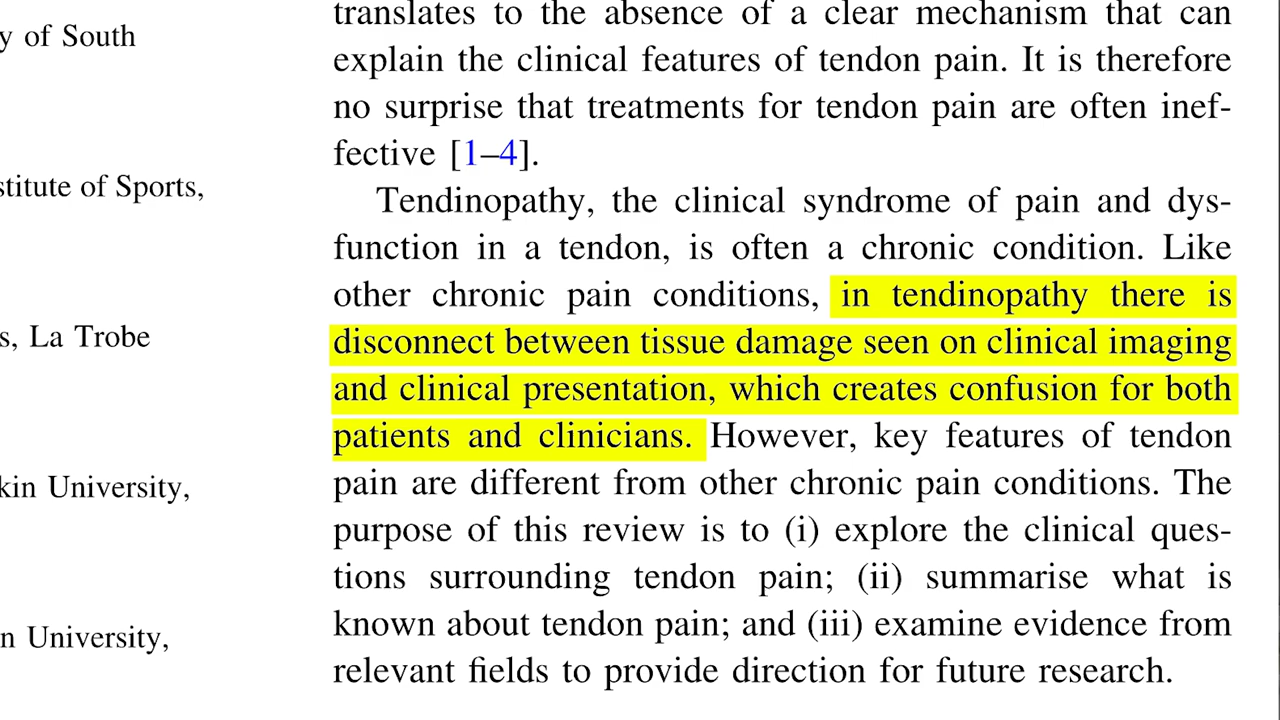 y of South
stitute of Sports,
s, La Trobe
kin University,
n University,
translates to the absence of a clear mechanism that can
explain the clinical features of tendon pain. It is therefore
no surprise that treatments for tendon pain are often inef-
fective [1–4].
Tendinopathy, the clinical syndrome of pain and dys-
function in a tendon, is often a chronic condition. Like
other chronic pain conditions, in tendinopathy there is
disconnect between tissue damage seen on clinical imaging
and clinical presentation, which creates confusion for both
patients and clinicians. However, key features of tendon
pain are different from other chronic pain conditions. The
purpose of this review is to (i) explore the clinical ques-
tions surrounding tendon pain; (ii) summarise what is
known about tendon pain; and (iii) examine evidence from
relevant fields to provide direction for future research.